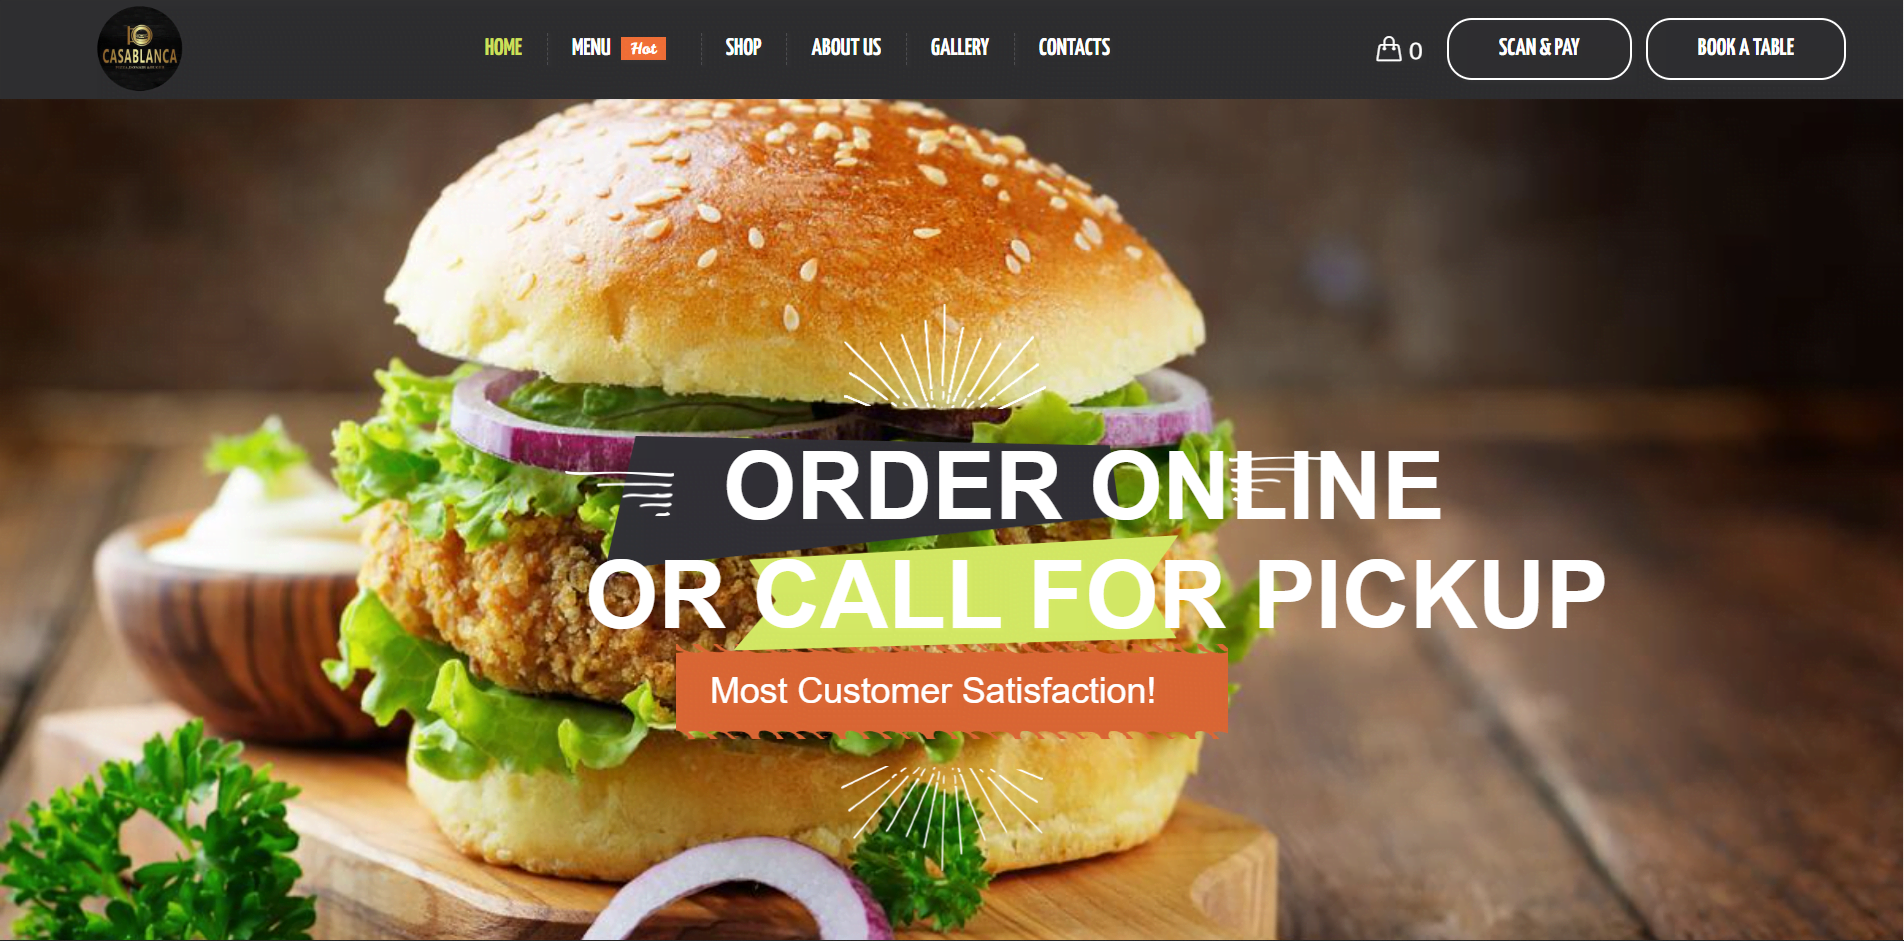 CASABLANCA
HOME
MENU Hot
SHOP
ABOUT US
GALLERY
CONTACTS
0
SCAN & PAY
BOOK A TABLE
ORDER ONLINE
OR CALL FOR PICKUP
Most Customer Satisfaction!